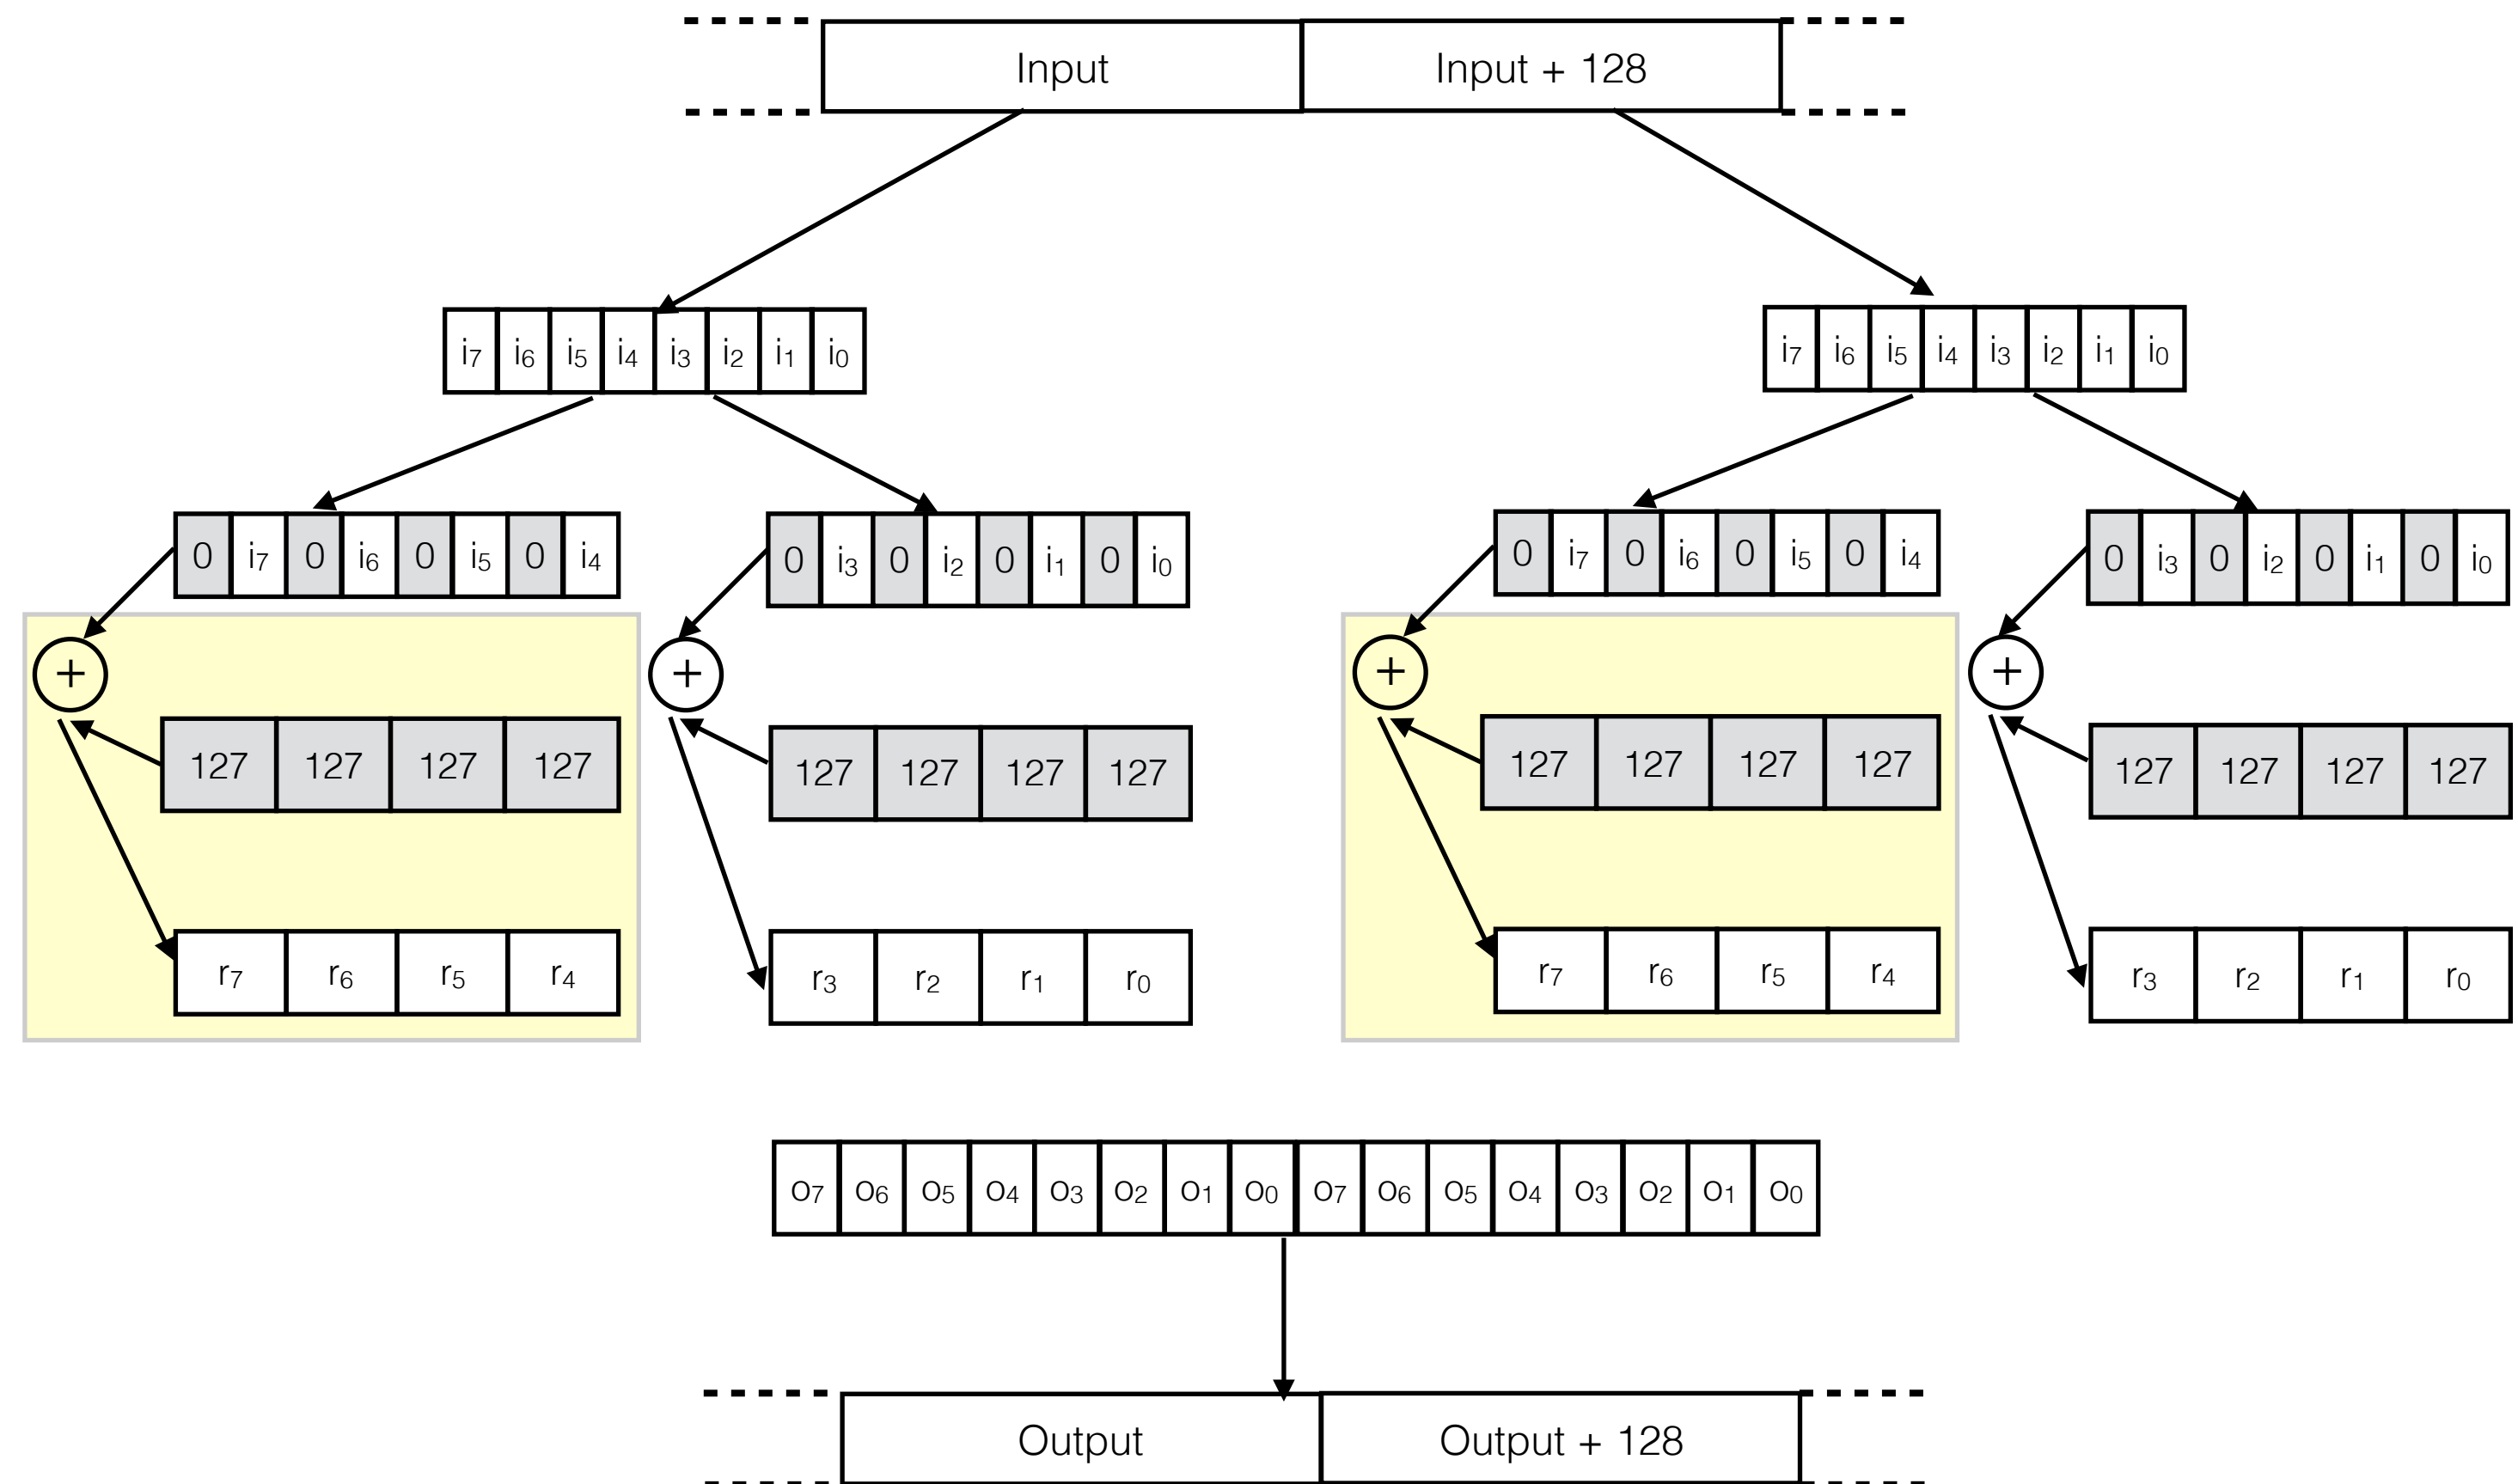 Input Input + 128
i7 i6 i5 i4 i3 i2 i1 i0 i7 i6 i5 i4 i3 i2 i1 i0
0 i7 0 i6 0 i5 0 i4 0 i3 0 i2 0 i1 0 i0 0 i7 0 i6 0 i5 0 i4 0 i3 0 i2 0 i1 0 i0
+ + + +
127 127 127 127 127 127 127 127 127 127 127 127 127 127 127 127
r7 r6 r5 r4 r3 r2 r1 r0 r7 r6 r5 r4 r3 r2 r1 r0
o7 o6 o5 o4 o3 o2 o1 o0 o7 o6 o5 o4 o3 o2 o1 o0
Output Output + 128